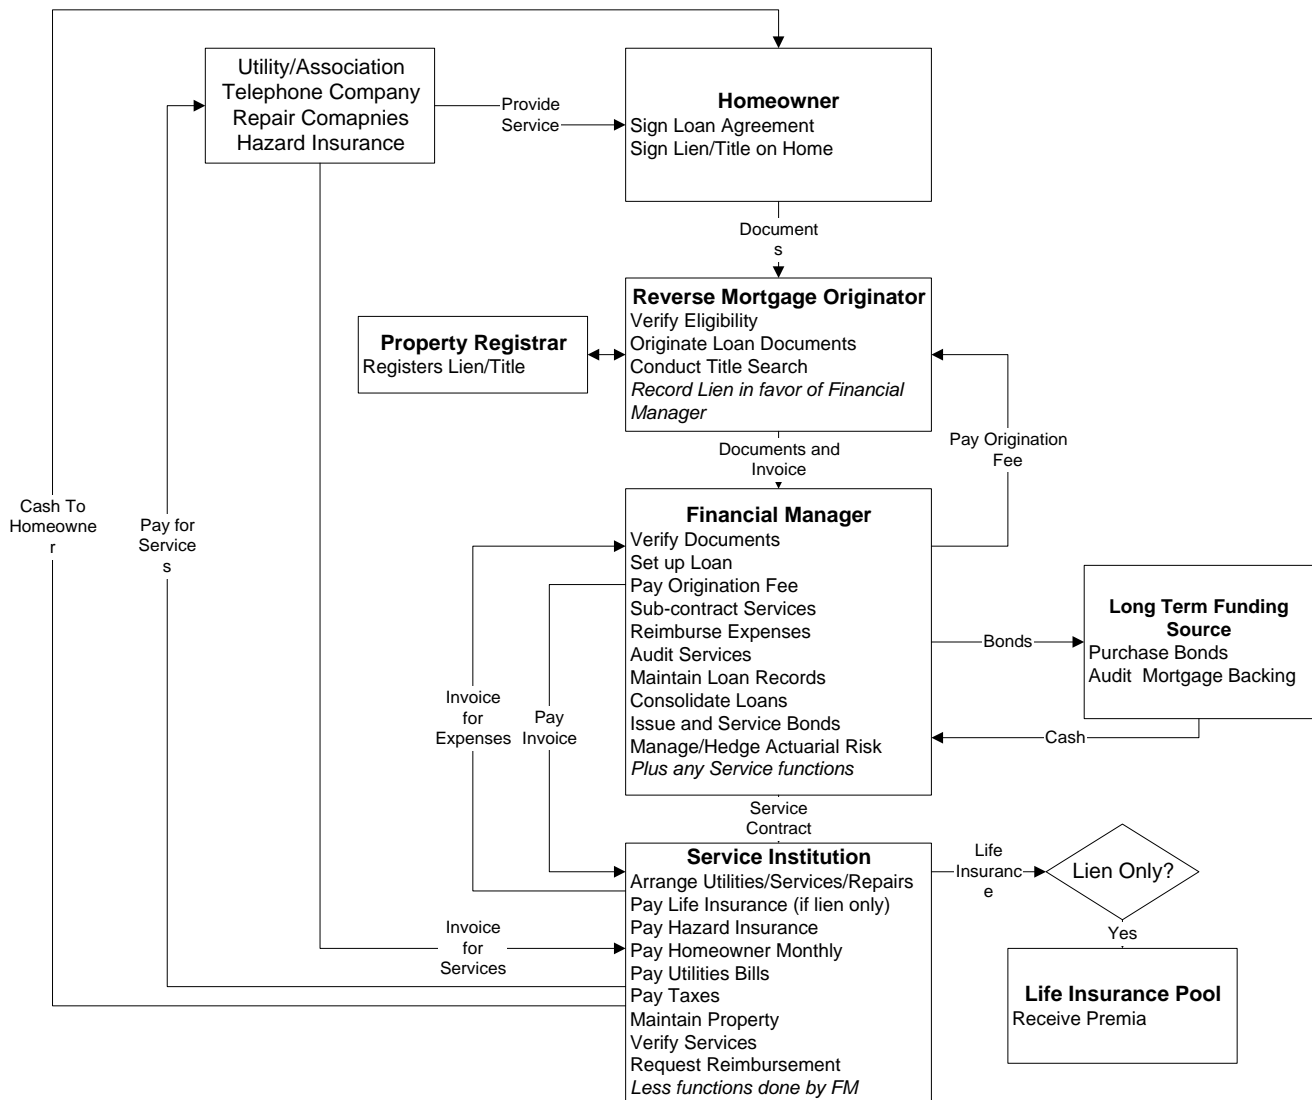 Utility/Association
Telephone Company
Repair Comapnies
Hazard Insurance
Provide
Service
Homeowner
Sign Loan Agreement
Sign Lien/Title on Home
Document
s
Property Registrar
Registers Lien/Title
Reverse Mortgage Originator
Verify Eligibility
Originate Loan Documents
Conduct Title Search
Record Lien in favor of Financial
Manager
Documents and
Invoice
Pay Origination
Fee
Cash To
Homeowne
r
Pay for
Service
s
Financial Manager
Verify Documents
Set up Loan
Pay Origination Fee
Sub-contract Services
Reimburse Expenses
Audit Services
Maintain Loan Records
Consolidate Loans
Issue and Service Bonds
Manage/Hedge Actuarial Risk
Plus any Service functions
Bonds
Long Term Funding
Source
Purchase Bonds
Audit  Mortgage Backing
Cash
Invoice
for
Expenses
Pay
Invoice
Service
Contract
Service Institution
Arrange Utilities/Services/Repairs
Pay Life Insurance (if lien only)
Pay Hazard Insurance
Pay Homeowner Monthly
Pay Utilities Bills
Pay Taxes
Maintain Property
Verify Services
Request Reimbursement
Less functions done by FM
Invoice
for
Services
Life
Insuranc
e
Lien Only?
Yes
Life Insurance Pool
Receive Premia